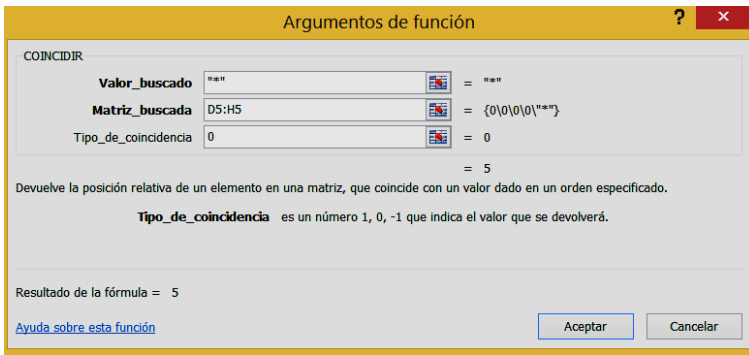 Argumentos de función ? ×
COINCIDIR
Valor_buscado "*" = "*"
Matriz_buscada D5:H5 = {0\0\0\0\"*"}
Tipo_de_coincidencia 0 = 0
= 5
Devuelve la posición relativa de un elemento en una matriz, que coincide con un valor dado en un orden especificado.
Tipo_de_coincidencia es un número 1, 0, -1 que indica el valor que se devolverá.
Resultado de la fórmula = 5
Ayuda sobre esta función Aceptar Cancelar